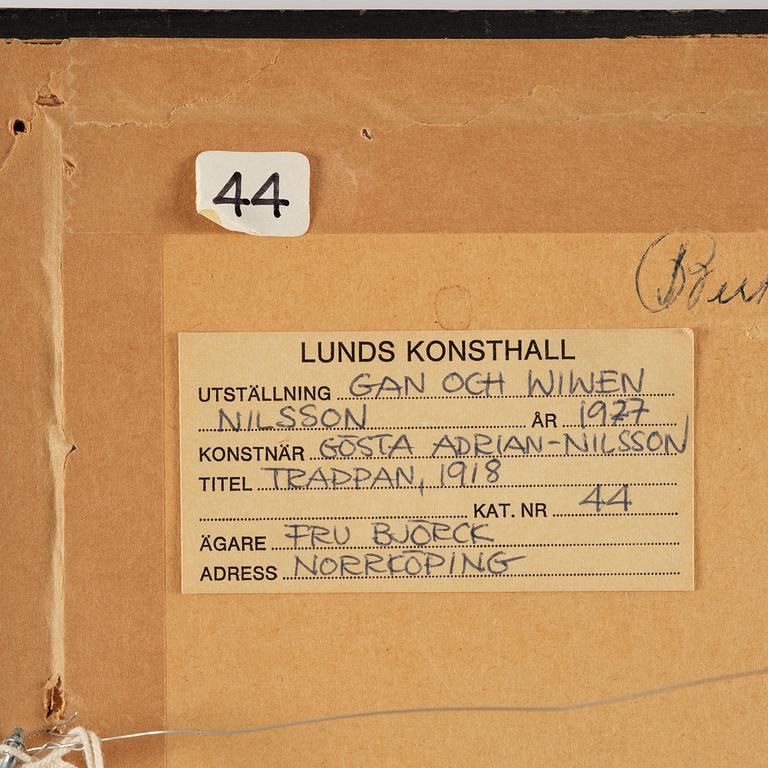 44
LUNDS KONSTHALL
UTSTÄLLNING GAN OCH WIWEN
NILSSON ÅR 1977
KONSTNÄR GÖSTA ADRIAN-NILSSON
TITEL TRAPPAN, 1918
KAT. NR 44
ÄGARE FRU BJÖRCK
ADRESS NORRKÖPING